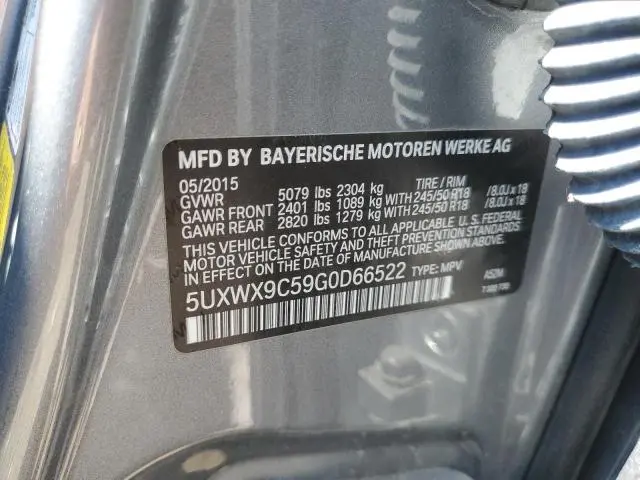 MFD BY BAYERISCHE MOTOREN WERKE AG
05/2015 TIRE / RIM
GVWR 5079 lbs 2304 kg
GAWR FRONT 2401 lbs 1089 kg WITH 245/50 R18 / 8.0J x 18
GAWR REAR 2820 lbs 1279 kg WITH 245/50 R18 / 8.0J x 18
THIS VEHICLE CONFORMS TO ALL APPLICABLE U.S. FEDERAL
MOTOR VEHICLE SAFETY, BUMPER, AND THEFT PREVENTION STANDARDS
IN EFFECT ON THE DATE OF MANUFACTURE SHOWN ABOVE.
5UXWX9C59G0D66522 TYPE: MPV